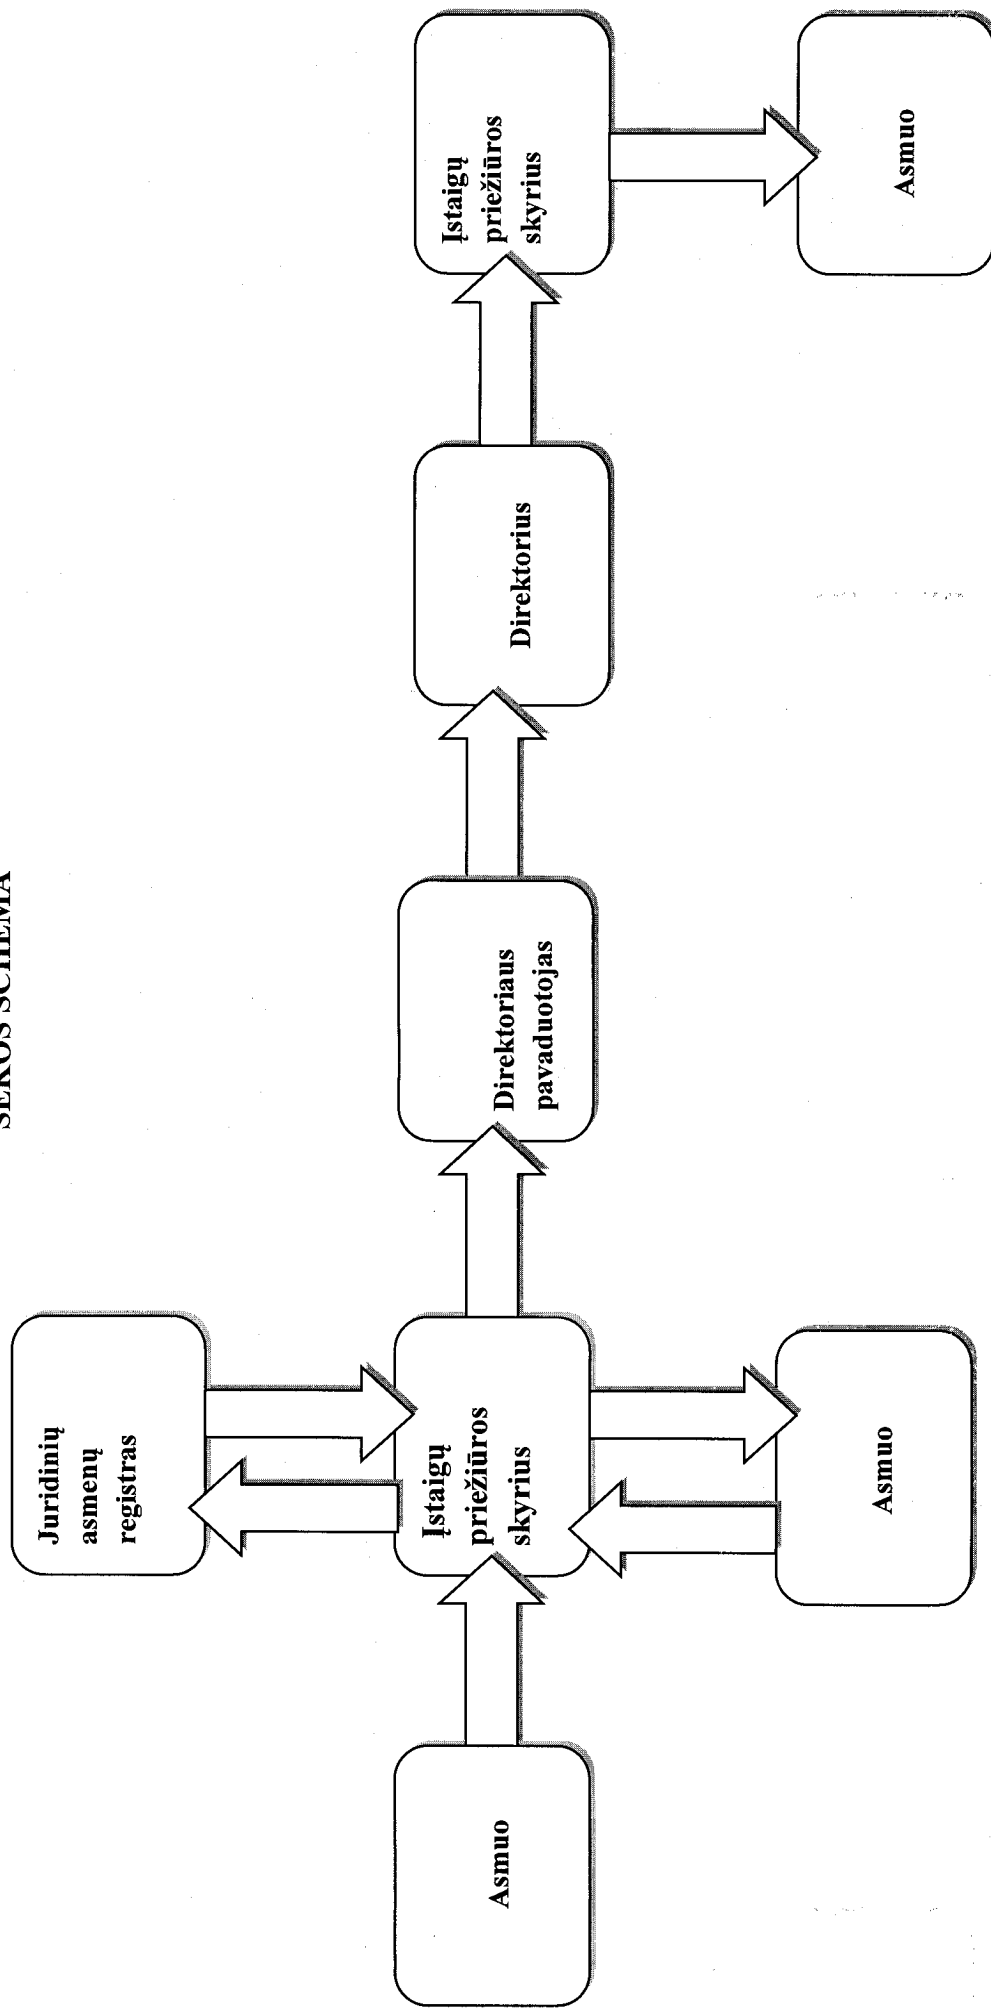 SEKOS SCHEMA
Juridinių
asmenų
registras
Asmuo
Įstaigų
priežiūros
skyrius
Direktoriaus
pavaduotojas
Direktorius
Įstaigų
priežiūros
skyrius
Asmuo
Asmuo